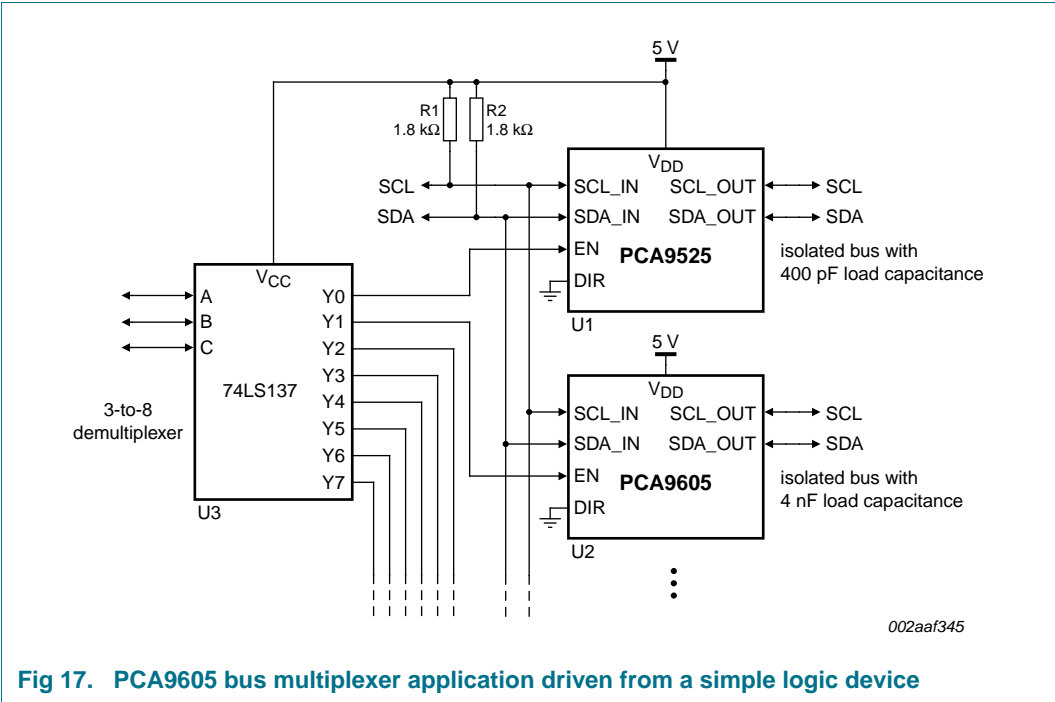 5 V
R1
1.8 kΩ
R2
1.8 kΩ
VDD
SCL
SCL_IN
SCL_OUT
SCL
SDA
SDA_IN
SDA_OUT
SDA
EN
PCA9525
DIR
isolated bus with
400 pF load capacitance
U1
VCC
A
B
C
Y0
Y1
Y2
Y3
Y4
Y5
Y6
Y7
74LS137
3-to-8
demultiplexer
U3
5 V
VDD
SCL_IN
SCL_OUT
SCL
SDA_IN
SDA_OUT
SDA
EN
PCA9605
DIR
isolated bus with
4 nF load capacitance
U2
002aaf345
Fig 17. PCA9605 bus multiplexer application driven from a simple logic device